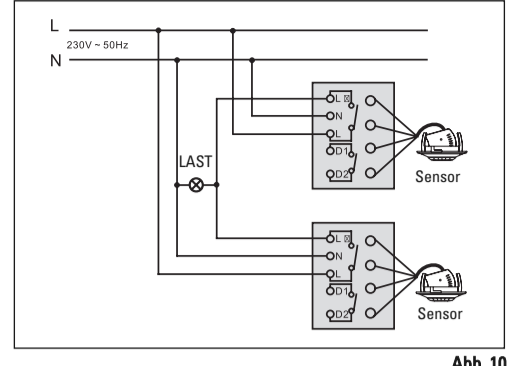 L
230V ~ 50Hz
N
L
N
L
D1
D2
Sensor
LAST
L
N
L
D1
D2
Sensor
Abb. 10